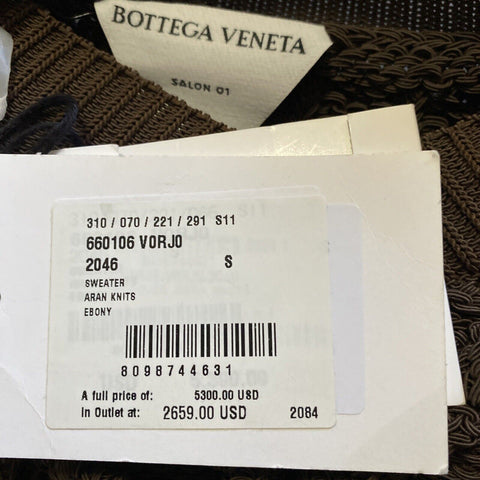 BOTTEGA VENETA
SALON 01
310 / 070 / 221 / 291 S11
660106 V0RJ0
2046 S
SWEATER
ARAN KNITS
EBONY
8098744631
A full price of: 5300.00 USD
In Outlet at: 2659.00 USD 2084